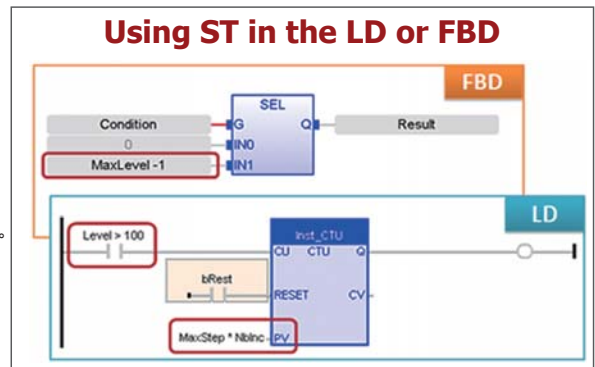 Using ST in the LD or FBD
FBD
SEL
Condition G Q Result
0 IN0
MaxLevel -1 IN1
LD
Level > 100
Inst_CTU
CU CTU Q
bRest
RESET CV
MaxStep * NbInc PV